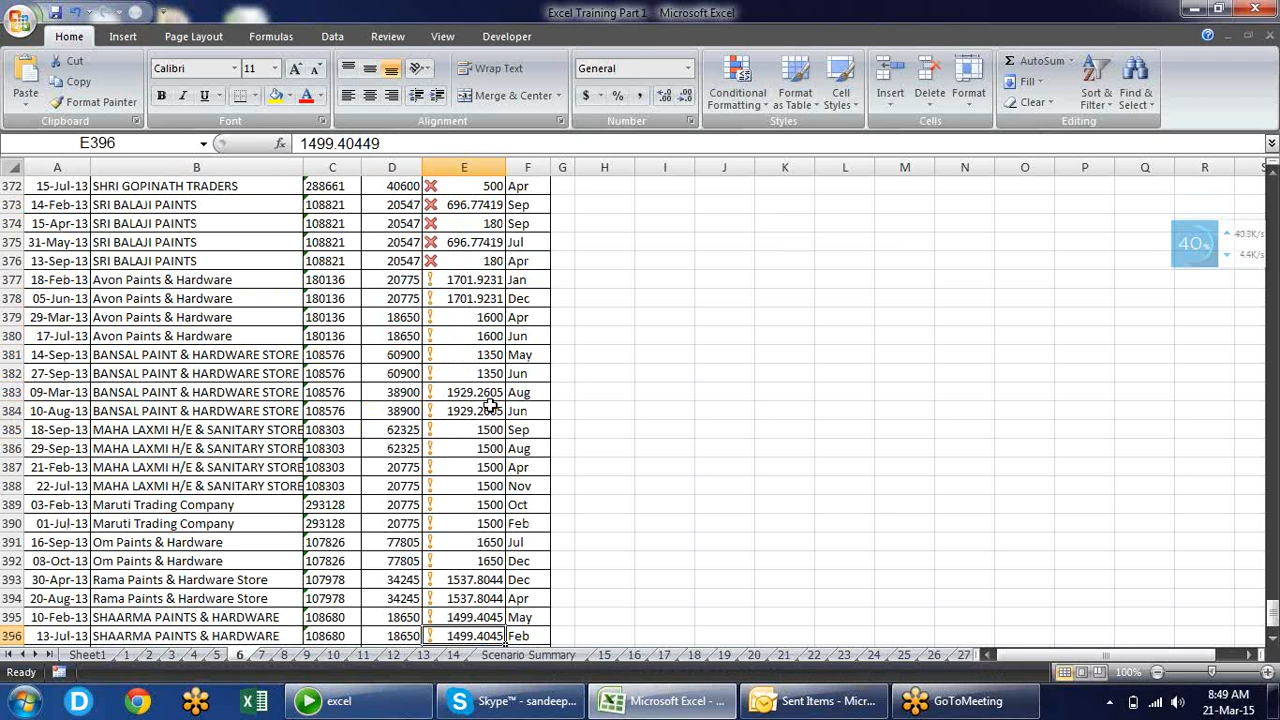 Excel Training Part 1 - Microsoft Excel
Home Insert Page Layout Formulas Data Review View Developer
Cut
Copy
Format Painter
Paste
Clipboard
Calibri 11
B I U
Font
Wrap Text
Merge & Center
Alignment
General
$ % ,
Number
Conditional Formatting
Format as Table
Cell Styles
Styles
Insert Delete Format
Cells
Σ AutoSum
Fill
Clear
Sort & Filter
Find & Select
Editing
E396 fx 1499.40449
A B C D E F G H I J K L M N O P Q R
372 15-Jul-13 SHRI GOPINATH TRADERS 288661 40600 500 Apr
373 14-Feb-13 SRI BALAJI PAINTS 108821 20547 696.77419 Sep
374 15-Apr-13 SRI BALAJI PAINTS 108821 20547 180 Sep
375 31-May-13 SRI BALAJI PAINTS 108821 20547 696.77419 Jul
376 13-Sep-13 SRI BALAJI PAINTS 108821 20547 180 Apr
377 18-Feb-13 Avon Paints & Hardware 180136 20775 1701.9231 Jan
378 05-Jun-13 Avon Paints & Hardware 180136 20775 1701.9231 Dec
379 29-Mar-13 Avon Paints & Hardware 180136 18650 1600 Apr
380 17-Jul-13 Avon Paints & Hardware 180136 18650 1600 Jun
381 14-Sep-13 BANSAL PAINT & HARDWARE STORE 108576 60900 1350 May
382 27-Sep-13 BANSAL PAINT & HARDWARE STORE 108576 60900 1350 Jun
383 09-Mar-13 BANSAL PAINT & HARDWARE STORE 108576 38900 1929.2605 Aug
384 10-Aug-13 BANSAL PAINT & HARDWARE STORE 108576 38900 1929.2605 Jun
385 18-Sep-13 MAHA LAXMI H/E & SANITARY STORE 108303 62325 1500 Sep
386 29-Sep-13 MAHA LAXMI H/E & SANITARY STORE 108303 62325 1500 Aug
387 21-Feb-13 MAHA LAXMI H/E & SANITARY STORE 108303 20775 1500 Apr
388 22-Jul-13 MAHA LAXMI H/E & SANITARY STORE 108303 20775 1500 Nov
389 03-Feb-13 Maruti Trading Company 293128 20775 1500 Oct
390 01-Jul-13 Maruti Trading Company 293128 20775 1500 Feb
391 16-Sep-13 Om Paints & Hardware 107826 77805 1650 Jul
392 08-Oct-13 Om Paints & Hardware 107826 77805 1650 Dec
393 30-Apr-13 Rama Paints & Hardware Store 107978 34245 1537.8044 Dec
394 20-Aug-13 Rama Paints & Hardware Store 107978 34245 1537.8044 Apr
395 10-Feb-13 SHAARMA PAINTS & HARDWARE 108680 18650 1499.4045 May
396 13-Jul-13 SHAARMA PAINTS & HARDWARE 108680 18650 1499.4045 Feb
40%
4.4K/s
Sheet1 1 2 3 4 5 6 7 8 9 10 11 12 13 14 Scenario Summary 15 16 18 19 20 21 22 23 24 25 26 27
Ready 100%
excel Skype™ - sandeep... Microsoft Excel - ... Sent Items - Micr... GoToMeeting
8:49 AM
21-Mar-15